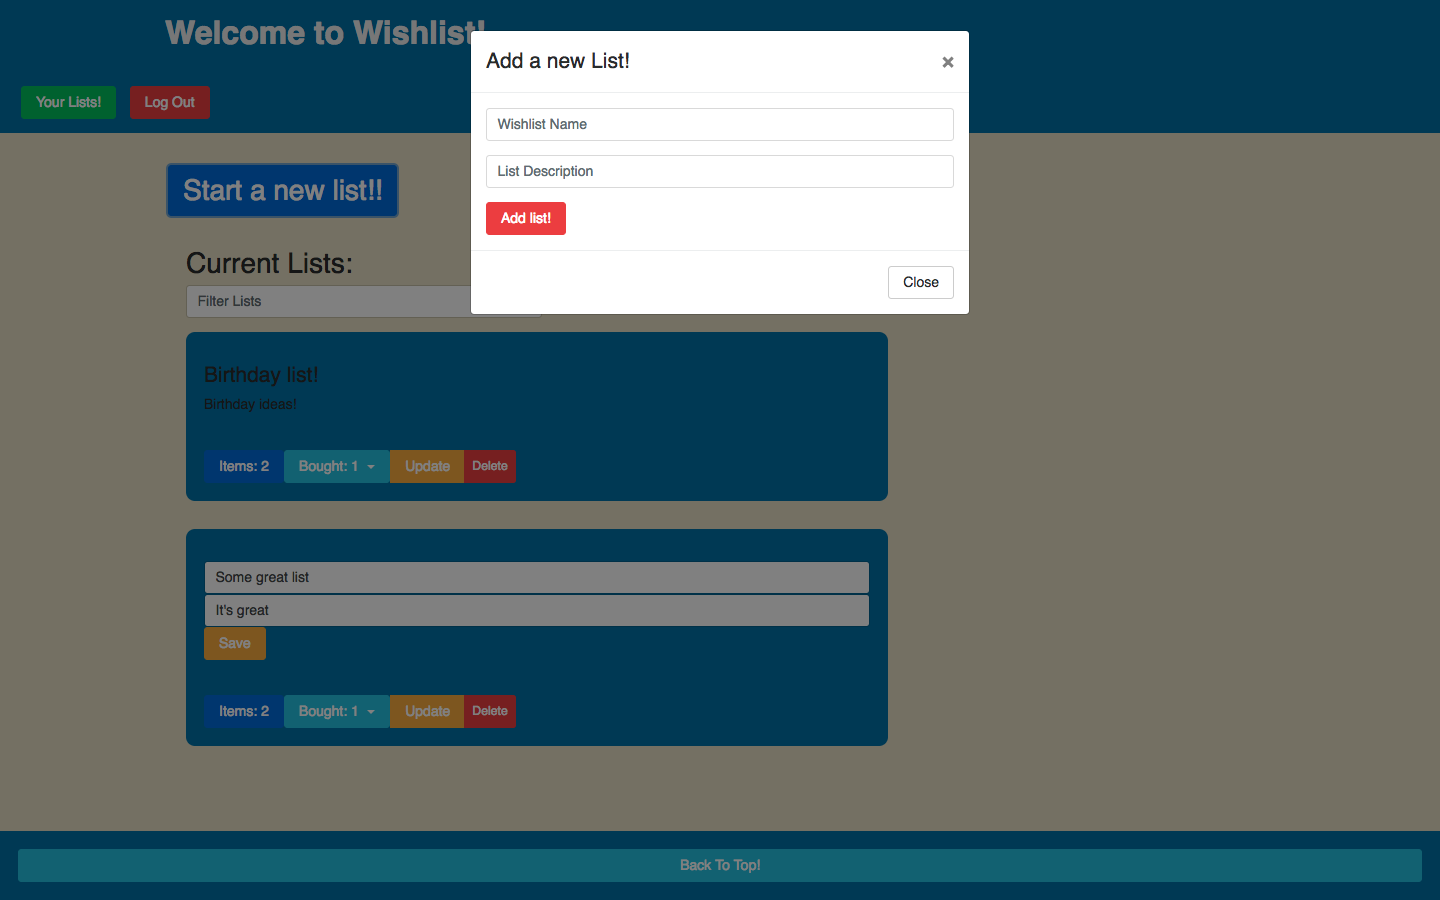 Welcome to Wishlist!
Add a new List!
×
Your Lists!
Log Out
Wishlist Name
List Description
Add list!
Close
Start a new list!!
Current Lists:
Filter Lists
Birthday list!
Birthday ideas!
Items: 2 Bought: 1 Update Delete
Some great list
It's great
Save
Items: 2 Bought: 1 Update Delete
Back To Top!